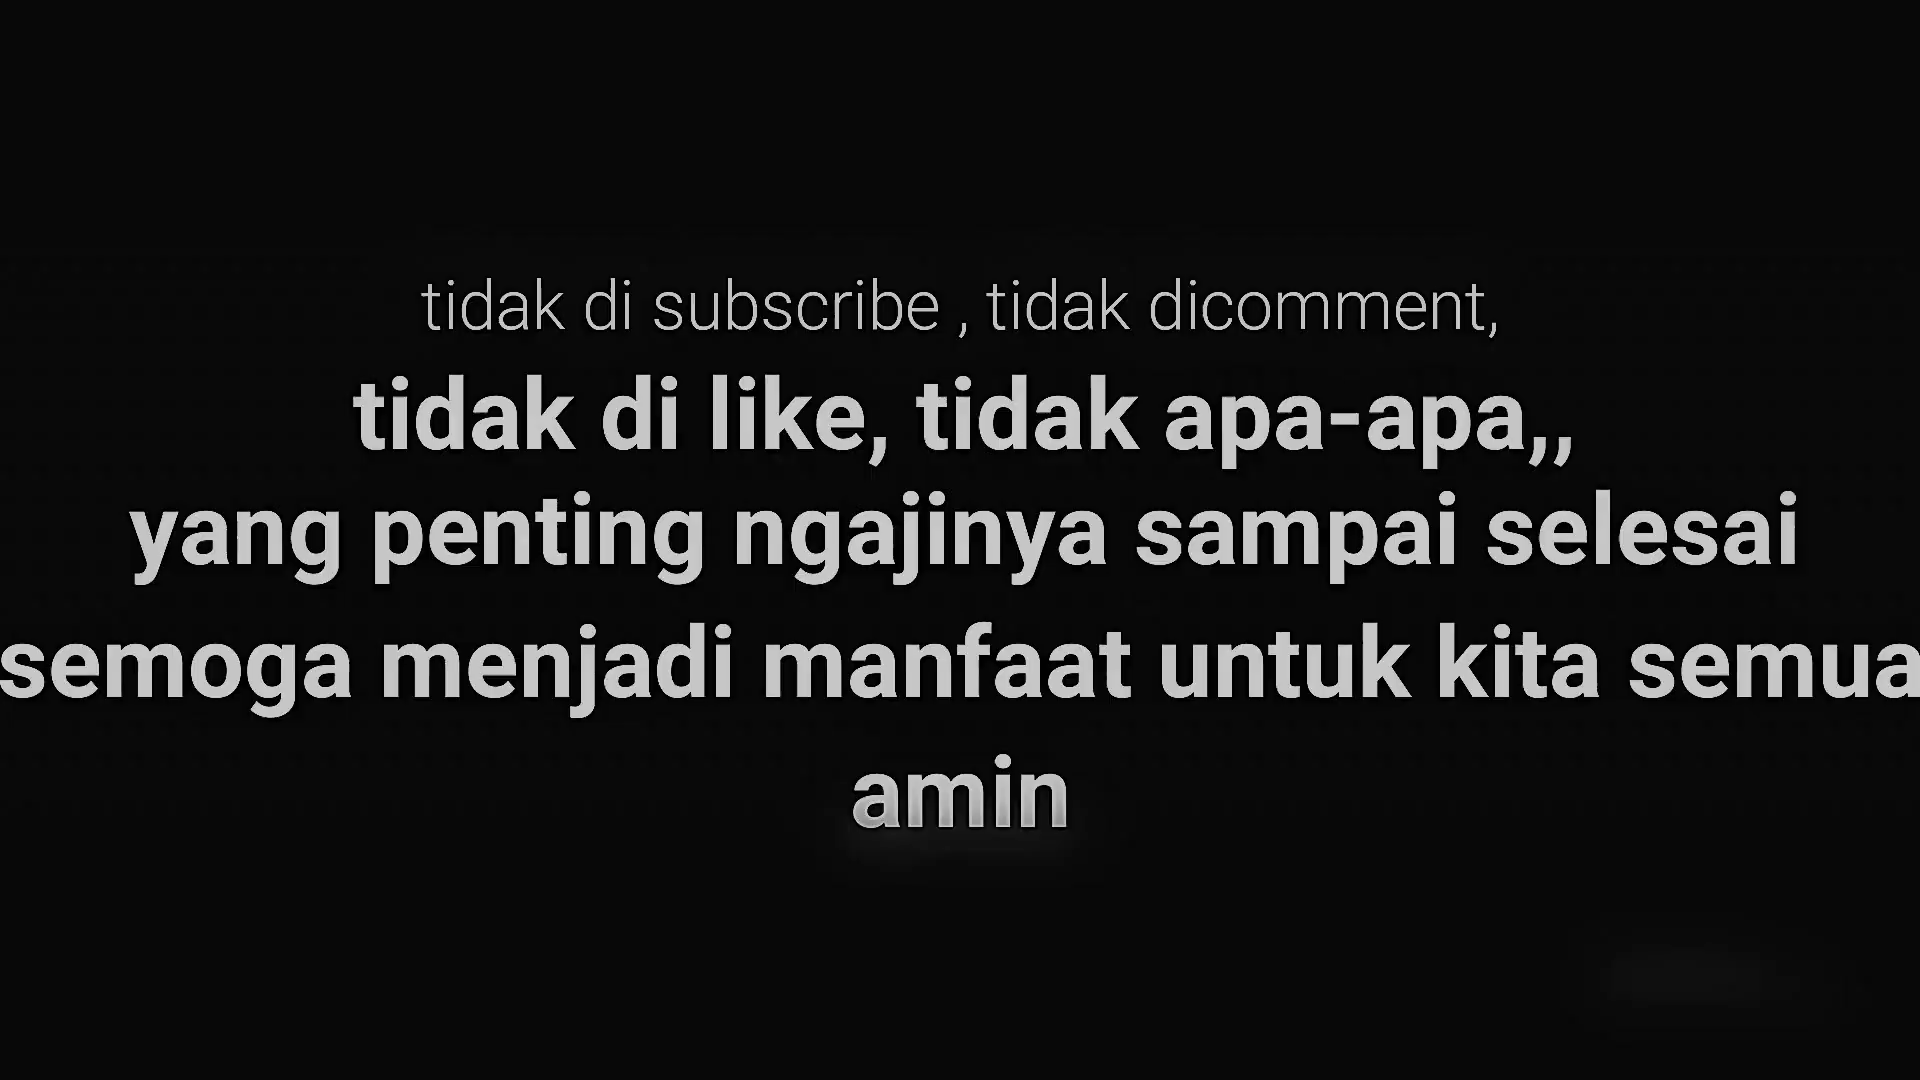 tidak di subscribe , tidak dicomment,
tidak di like, tidak apa-apa,,
yang penting ngajinya sampai selesai
semoga menjadi manfaat untuk kita semua
amin